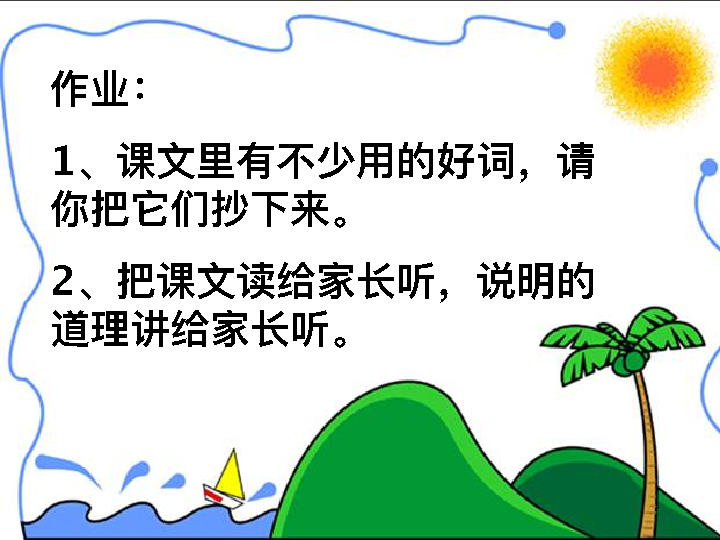 作业：
1、课文里有不少用的好词，请
你把它们抄下来。
2、把课文读给家长听，说明的
道理讲给家长听。